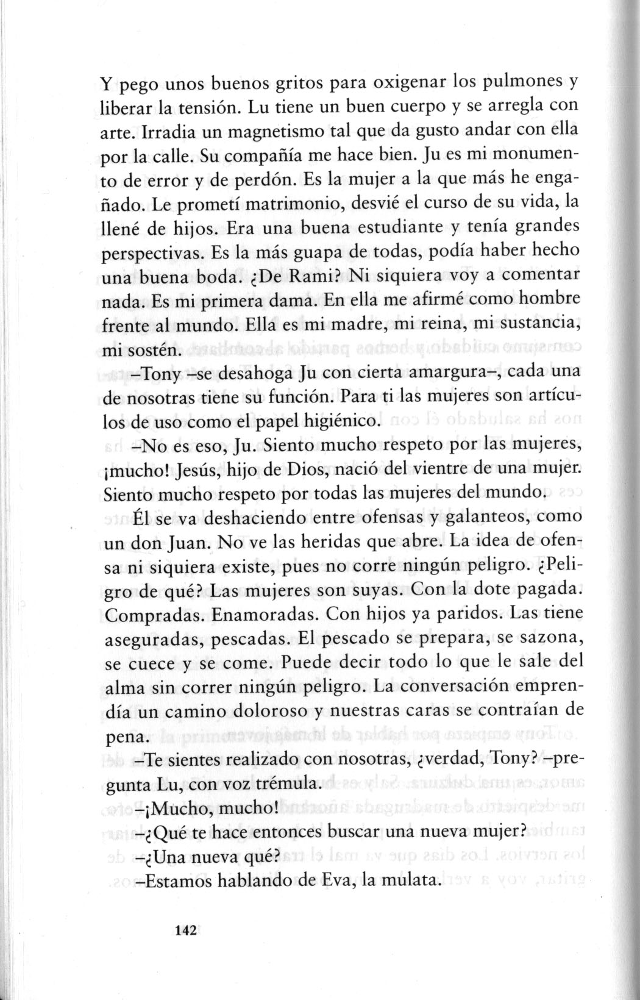 Y pego unos buenos gritos para oxigenar los pulmones y
liberar la tensión. Lu tiene un buen cuerpo y se arregla con
arte. Irradia un magnetismo tal que da gusto andar con ella
por la calle. Su compañía me hace bien. Ju es mi monumen-
to de error y de perdón. Es la mujer a la que más he enga-
ñado. Le prometí matrimonio, desvié el curso de su vida, la
llené de hijos. Era una buena estudiante y tenía grandes
perspectivas. Es la más guapa de todas, podía haber hecho
una buena boda. ¿De Rami? Ni siquiera voy a comentar
nada. Es mi primera dama. En ella me afirmé como hombre
frente al mundo. Ella es mi madre, mi reina, mi sustancia,
mi sostén.
–Tony –se desahoga Ju con cierta amargura–, cada una
de nosotras tiene su función. Para ti las mujeres son artícu-
los de uso como el papel higiénico.
–No es eso, Ju. Siento mucho respeto por las mujeres,
¡mucho! Jesús, hijo de Dios, nació del vientre de una mujer.
Siento mucho respeto por todas las mujeres del mundo.
Él se va deshaciendo entre ofensas y galanteos, como
un don Juan. No ve las heridas que abre. La idea de ofen-
sa ni siquiera existe, pues no corre ningún peligro. ¿Peli-
gro de qué? Las mujeres son suyas. Con la dote pagada.
Compradas. Enamoradas. Con hijos ya paridos. Las tiene
aseguradas, pescadas. El pescado se prepara, se sazona,
se cuece y se come. Puede decir todo lo que le sale del
alma sin correr ningún peligro. La conversación empren-
día un camino doloroso y nuestras caras se contraían de
pena.
–Te sientes realizado con nosotras, ¿verdad, Tony? –pre-
gunta Lu, con voz trémula.
–¡Mucho, mucho!
–¿Qué te hace entonces buscar una nueva mujer?
–¿Una nueva qué?
–Estamos hablando de Eva, la mulata.
142